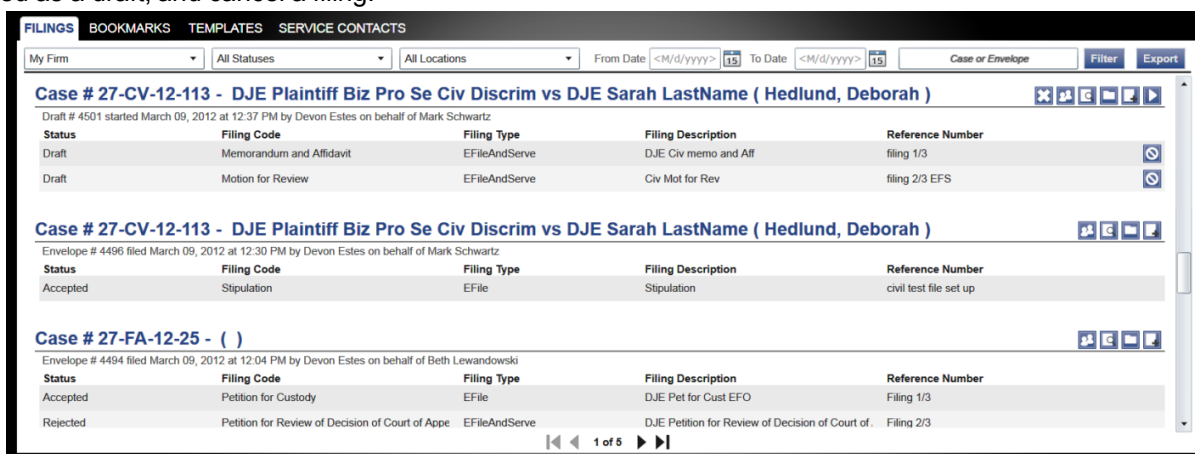 ed as a draft, and cancel a filing.
FILINGS BOOKMARKS TEMPLATES SERVICE CONTACTS
My Firm All Statuses All Locations From Date <M/d/yyyy> 15 To Date <M/d/yyyy> 15 Case or Envelope Filter Export
Case # 27-CV-12-113 - DJE Plaintiff Biz Pro Se Civ Discrim vs DJE Sarah LastName ( Hedlund, Deborah )
Draft # 4501 started March 09, 2012 at 12:37 PM by Devon Estes on behalf of Mark Schwartz
Status Filing Code Filing Type Filing Description Reference Number
Draft Memorandum and Affidavit EFileAndServe DJE Civ memo and Aff filing 1/3
Draft Motion for Review EFileAndServe Civ Mot for Rev filing 2/3 EFS
Case # 27-CV-12-113 - DJE Plaintiff Biz Pro Se Civ Discrim vs DJE Sarah LastName ( Hedlund, Deborah )
Envelope # 4496 filed March 09, 2012 at 12:30 PM by Devon Estes on behalf of Mark Schwartz
Status Filing Code Filing Type Filing Description Reference Number
Accepted Stipulation EFile Stipulation civil test file set up
Case # 27-FA-12-25 - ( )
Envelope # 4494 filed March 09, 2012 at 12:04 PM by Devon Estes on behalf of Beth Lewandowski
Status Filing Code Filing Type Filing Description Reference Number
Accepted Petition for Custody EFile DJE Pet for Cust EFO Filing 1/3
Rejected Petition for Review of Decision of Court of Appe EFileAndServe DJE Petition for Review of Decision of Court of . Filing 2/3
1 of 5